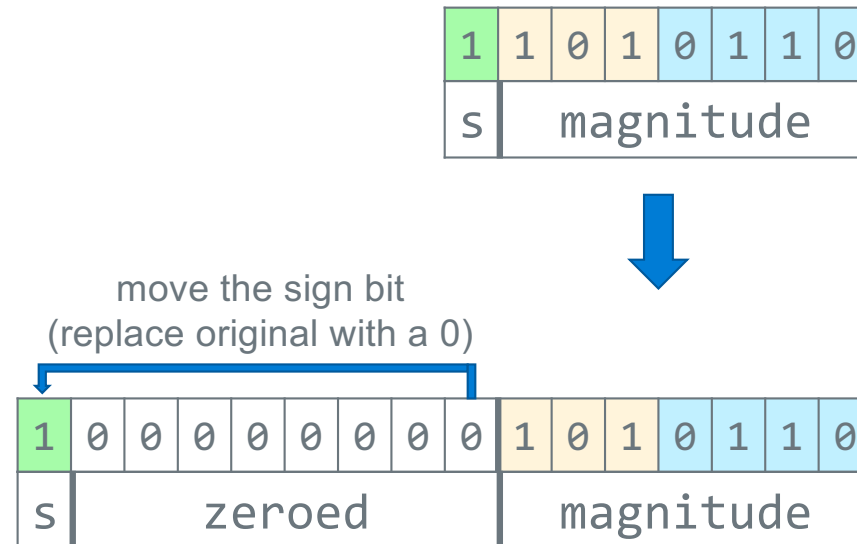 1 1 0 1 0 1 1 0
s magnitude
move the sign bit
(replace original with a 0)
1 0 0 0 0 0 0 0 0 1 0 1 0 1 1 0
s zeroed magnitude